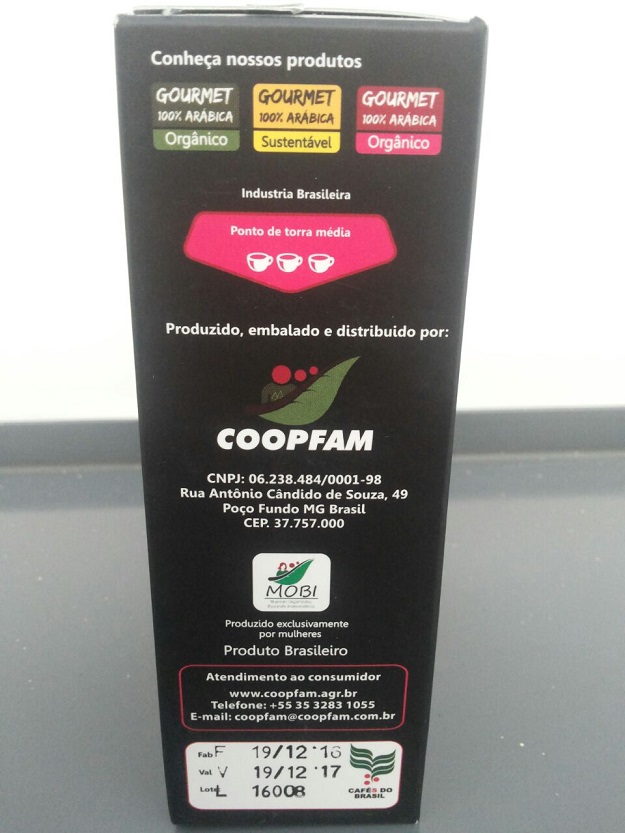 Conheça nossos produtos
GOURMET GOURMET GOURMET
100% ARÁBICA 100% ARÁBICA 100% ARÁBICA
Orgânico Sustentável Orgânico
Industria Brasileira
Ponto de torra média
Produzido, embalado e distribuido por:
COOPFAM
CNPJ: 06.238.484/0001-98
Rua Antônio Cândido de Souza, 49
Poço Fundo MG Brasil
CEP. 37.757.000
MOBI
Produzido exclusivamente
por mulheres
Produto Brasileiro
Atendimento ao consumidor
www.coopfam.agr.br
Telefone: +55 35 3283 1055
E-mail: coopfam@coopfam.com.br
Fab F 19/12 '16
Val V 19/12 '17
Lote L 16008
CAFÉS DO
BRASIL